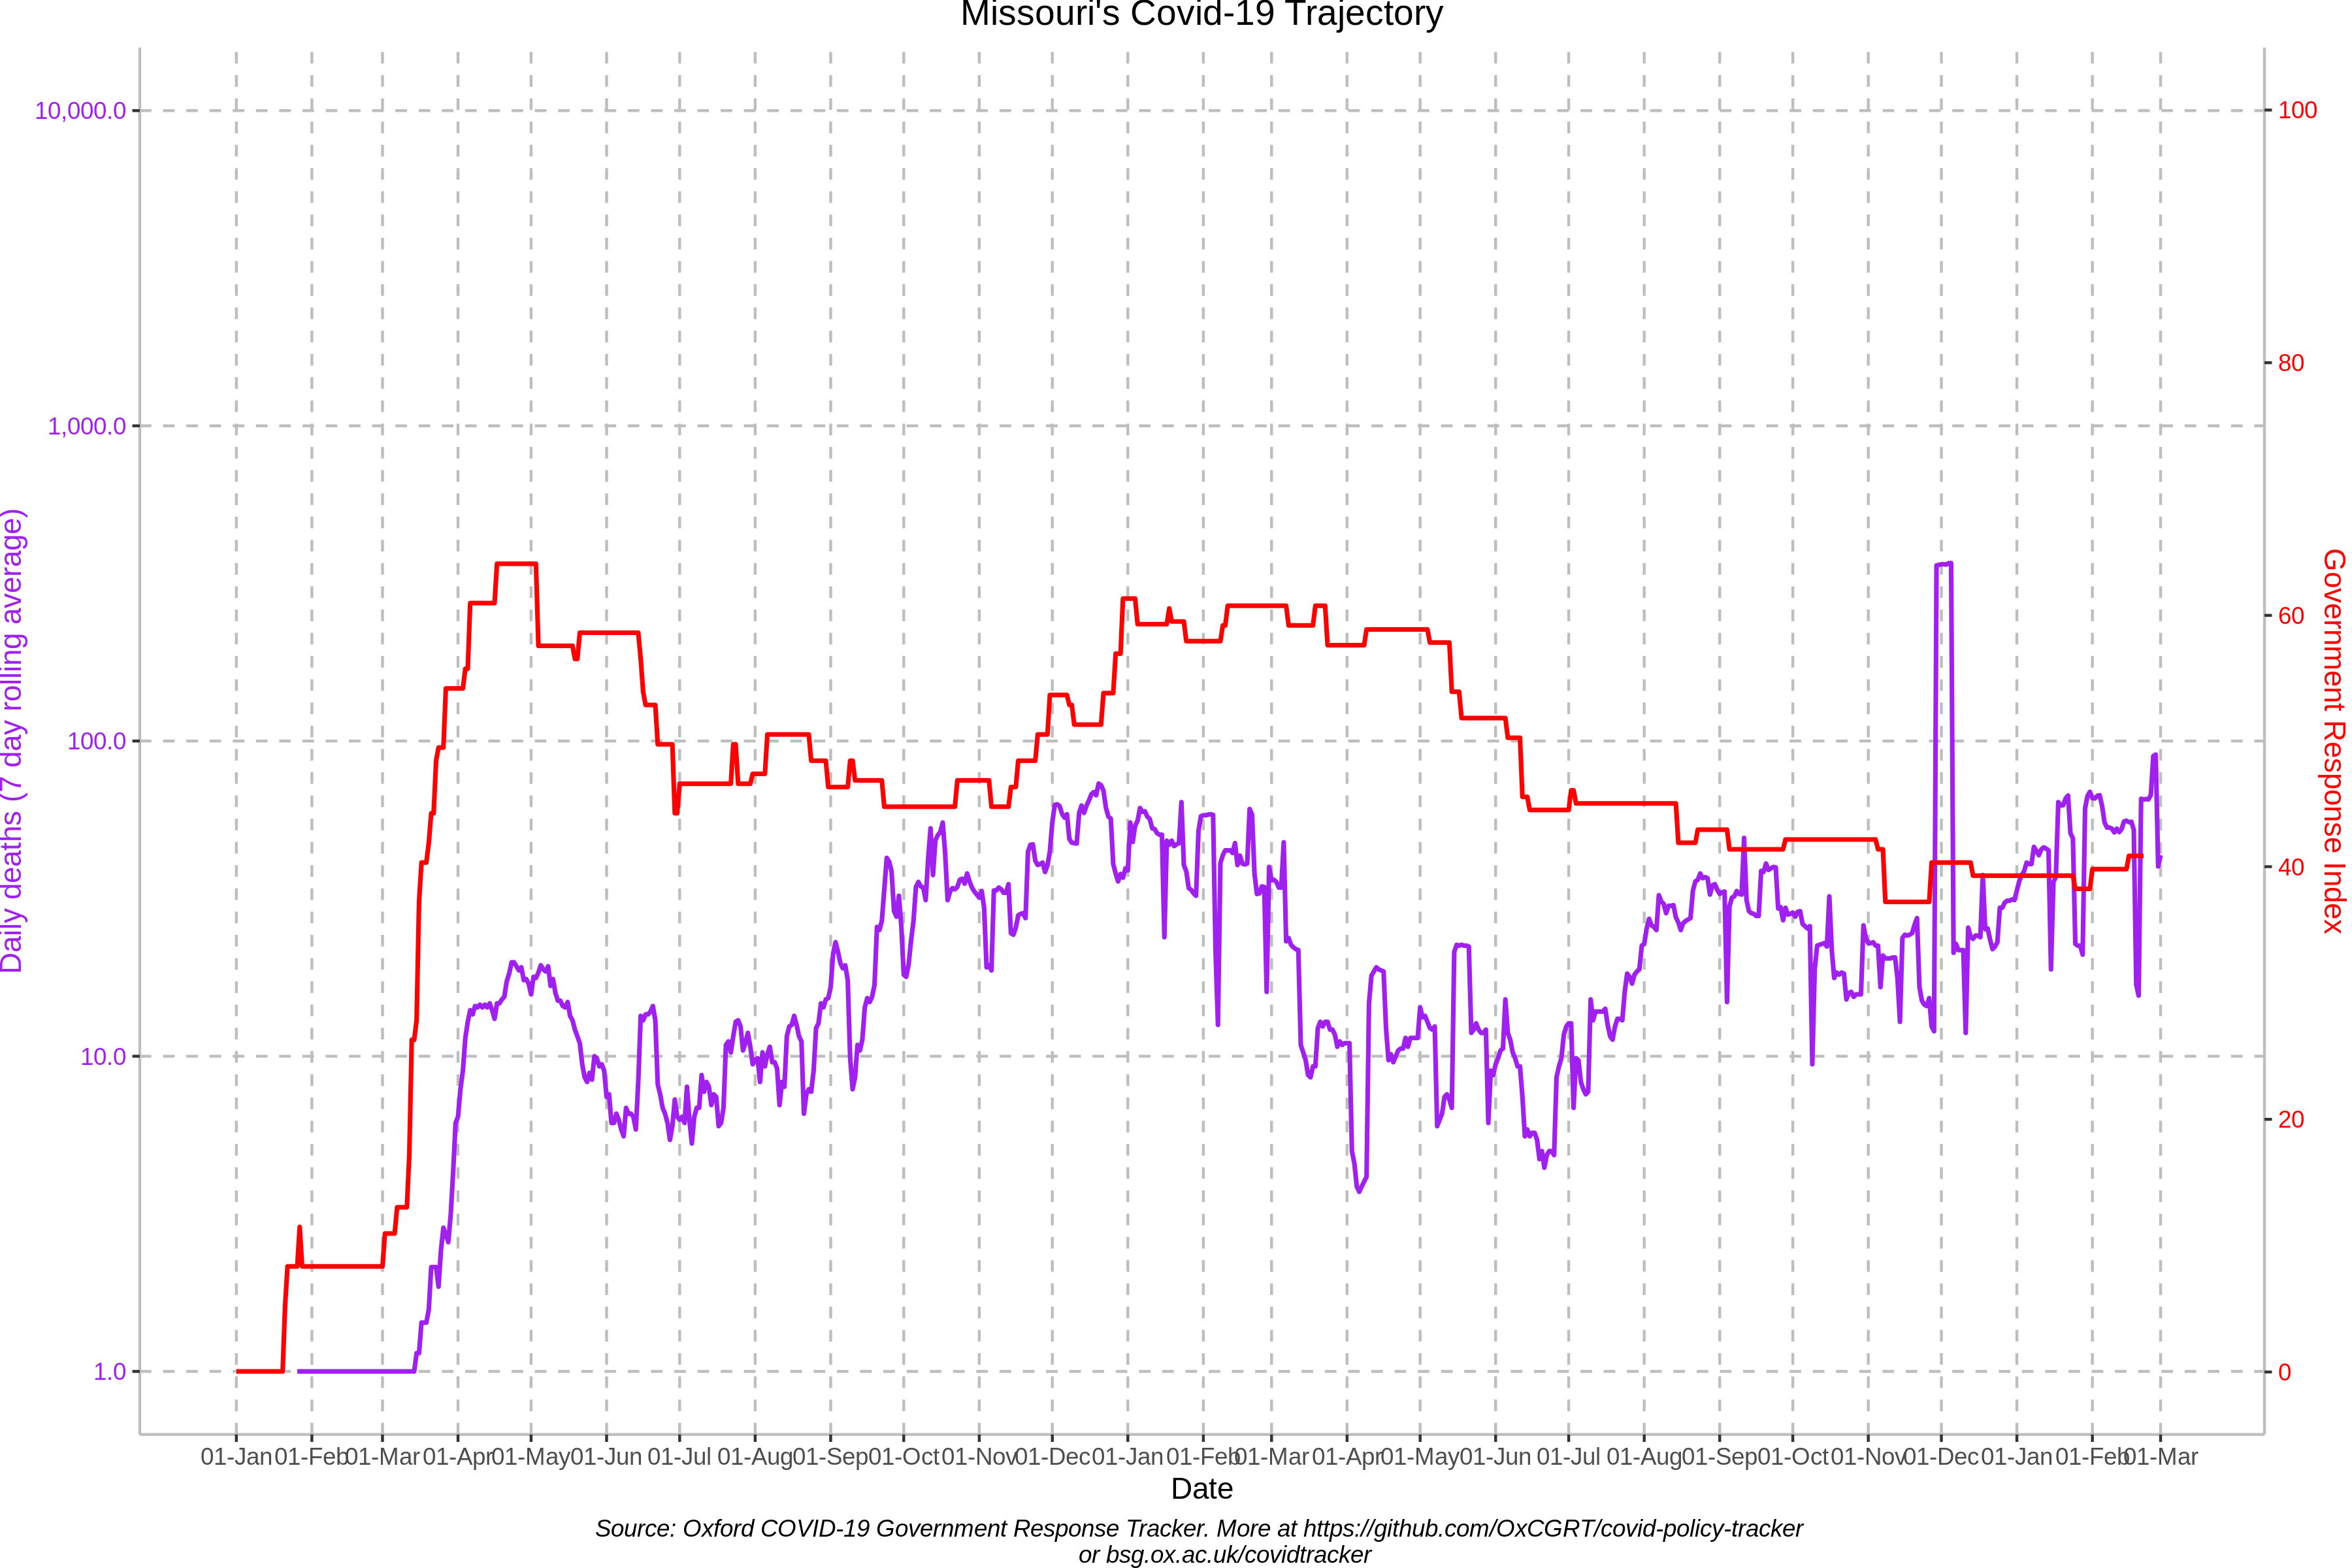 Missouri's Covid-19 Trajectory
10,000.0
1,000.0
100.0
10.0
1.0
Daily deaths (7 day rolling average)
100
80
60
40
20
0
Government Response Index
01-Jan 01-Feb 01-Mar 01-Apr 01-May 01-Jun 01-Jul 01-Aug 01-Sep 01-Oct 01-Nov 01-Dec 01-Jan 01-Feb 01-Mar 01-Apr 01-May 01-Jun 01-Jul 01-Aug 01-Sep 01-Oct 01-Nov 01-Dec 01-Jan 01-Feb 01-Mar
Date
Source: Oxford COVID-19 Government Response Tracker. More at https://github.com/OxCGRT/covid-policy-tracker
or bsg.ox.ac.uk/covidtracker